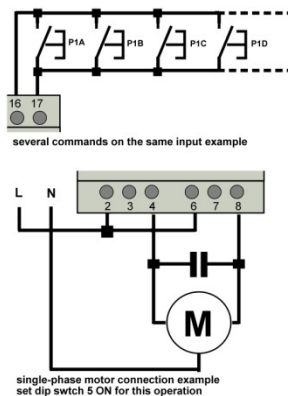 P1A P1B P1C P1D
16 17
several commands on the same input example
L N
2 3 4 6 7 8
M
single-phase motor connection example
set dip swtch 5 ON for this operation